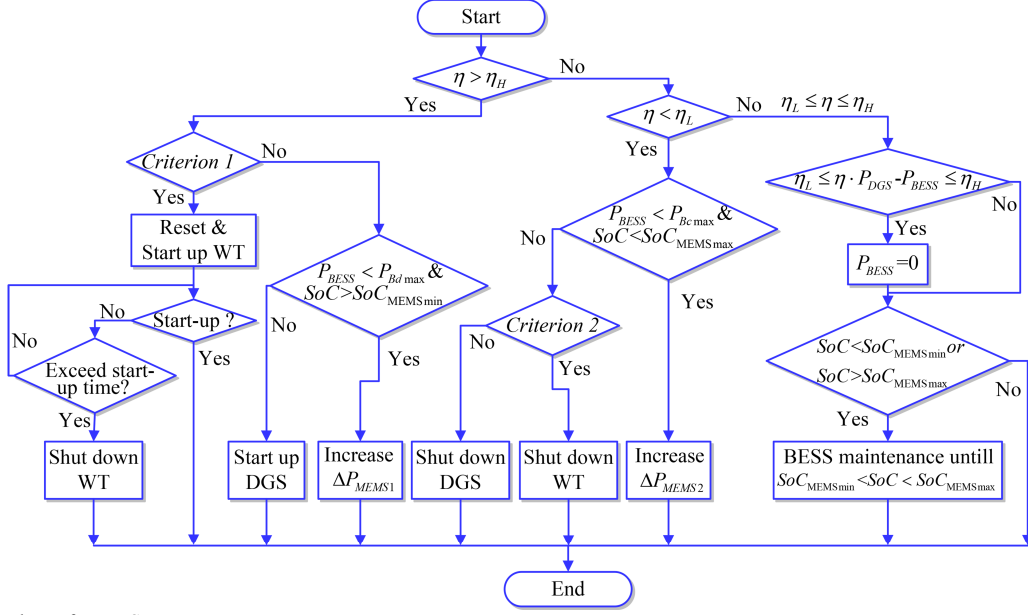 Start
η > η_H
No
Yes
η < η_L
No
η_L ≤ η ≤ η_H
Yes
Criterion 1
No
Yes
η_L ≤ η · P_DGS - P_BESS ≤ η_H
No
Yes
Reset &
Start up WT
P_BESS < P_Bc max &
SoC<SoC_MEMS max
No
Yes
P_BESS < P_Bd max &
SoC>SoC_MEMS min
No
Yes
P_BESS =0
Start-up ?
No
Yes
Criterion 2
No
Yes
Exceed start-
up time?
No
Yes
SoC<SoC_MEMS min or
SoC>SoC_MEMS max
No
Yes
Shut down
WT
Start up
DGS
Increase
ΔP_MEMS1
Shut down
DGS
Shut down
WT
Increase
ΔP_MEMS2
BESS maintenance untill
SoC_MEMS min <SoC < SoC_MEMS max
End